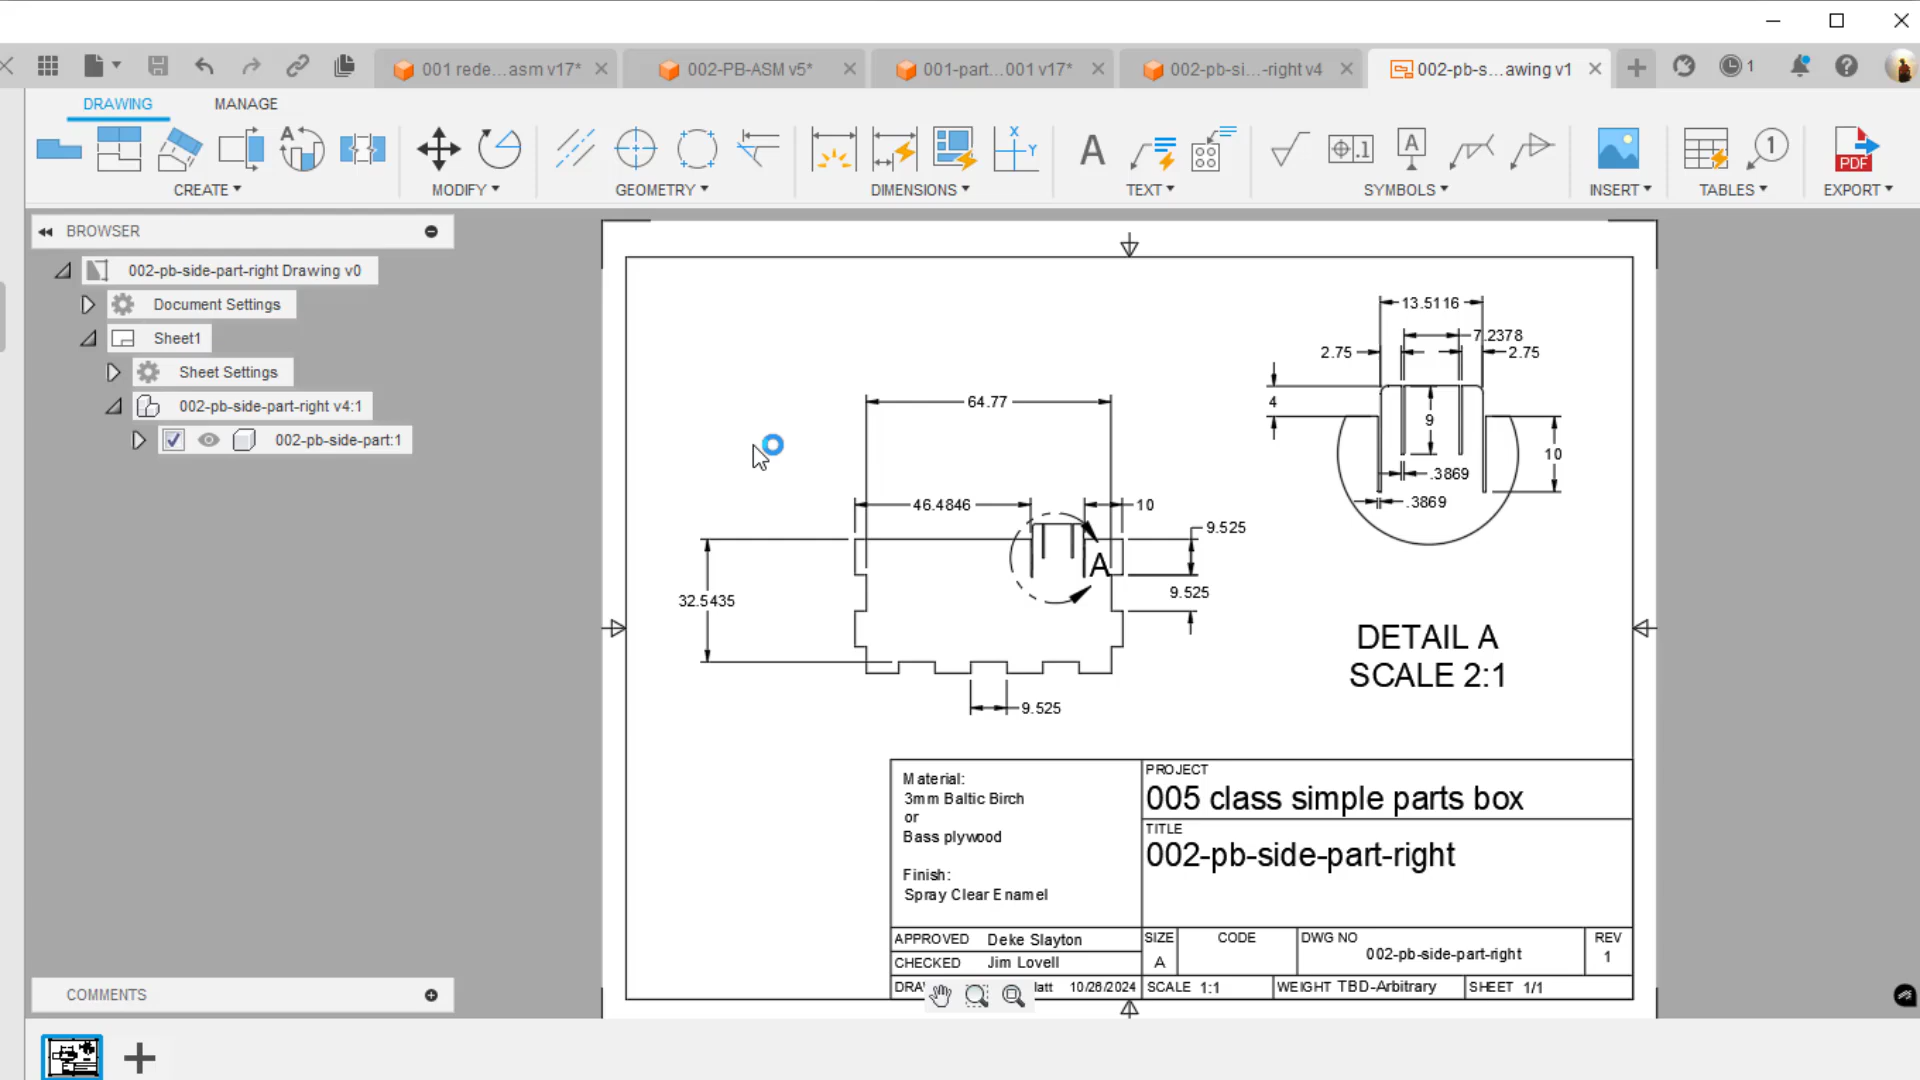 001 rede...asm v17*
002-PB-ASM v5*
001-part...001 v17*
002-pb-si...-right v4
002-pb-s...awing v1
1
DRAWING
MANAGE
CREATE
MODIFY
GEOMETRY
DIMENSIONS
TEXT
SYMBOLS
INSERT
TABLES
EXPORT
A
X
Y
A
.1
A
1
PDF
BROWSER
002-pb-side-part-right Drawing v0
Document Settings
Sheet1
Sheet Settings
002-pb-side-part-right v4:1
002-pb-side-part:1
13.5116
7.2378
2.75
2.75
4
9
10
.3869
.3869
64.77
46.4846
10
9.525
A
32.5435
9.525
9.525
DETAIL A
SCALE 2:1
Material:
3mm Baltic Birch
or
Bass plywood
Finish:
Spray Clear Enamel
PROJECT
005 class simple parts box
TITLE
002-pb-side-part-right
APPROVED Deke Slayton
CHECKED Jim Lovell
10/26/2024
SIZE
A
CODE
DWG NO
002-pb-side-part-right
REV
1
SCALE 1:1
WEIGHT TBD-Arbitrary
SHEET 1/1
COMMENTS